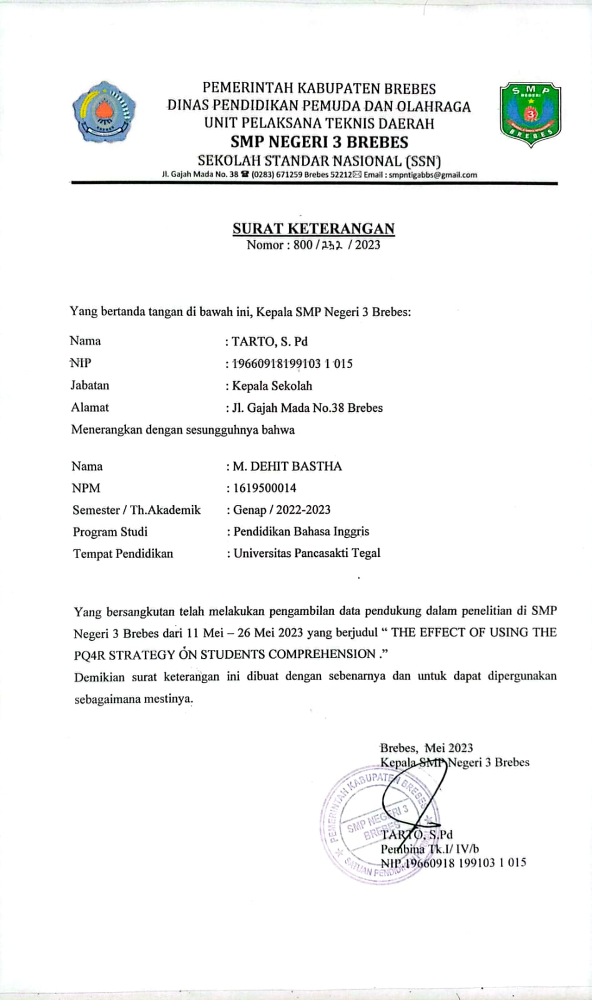 PEMERINTAH KABUPATEN BREBES
DINAS PENDIDIKAN PEMUDA DAN OLAHRAGA
UNIT PELAKSANA TEKNIS DAERAH
SMP NEGERI 3 BREBES
SEKOLAH STANDAR NASIONAL (SSN)
Jl. Gajah Mada No. 38 ☎ (0283) 671259 Brebes 52212✉ Email : smpntigabbs@gmail.com
SMP
NEGERI
3
BREBES
SURAT KETERANGAN
Nomor : 800 / 232 / 2023
Yang bertanda tangan di bawah ini, Kepala SMP Negeri 3 Brebes:
Nama : TARTO, S. Pd
NIP : 19660918199103 1 015
Jabatan : Kepala Sekolah
Alamat : Jl. Gajah Mada No.38 Brebes
Menerangkan dengan sesungguhnya bahwa
Nama : M. DEHIT BASTHA
NPM : 1619500014
Semester / Th.Akademik : Genap / 2022-2023
Program Studi : Pendidikan Bahasa Inggris
Tempat Pendidikan : Universitas Pancasakti Tegal
Yang bersangkutan telah melakukan pengambilan data pendukung dalam penelitian di SMP
Negeri 3 Brebes dari 11 Mei – 26 Mei 2023 yang berjudul “ THE EFFECT OF USING THE
PQ4R STRATEGY ON STUDENTS COMPREHENSION .”
Demikian surat keterangan ini dibuat dengan sebenarnya dan untuk dapat dipergunakan
sebagaimana mestinya.
Brebes, Mei 2023
Kepala SMP Negeri 3 Brebes
PEMERINTAH KABUPATEN BREBES
SMP NEGERI 3
BREBES
SATUAN PENDIDIKAN
TARTO, S.Pd
Pembina Tk.I/ IV/b
NIP.19660918 199103 1 015